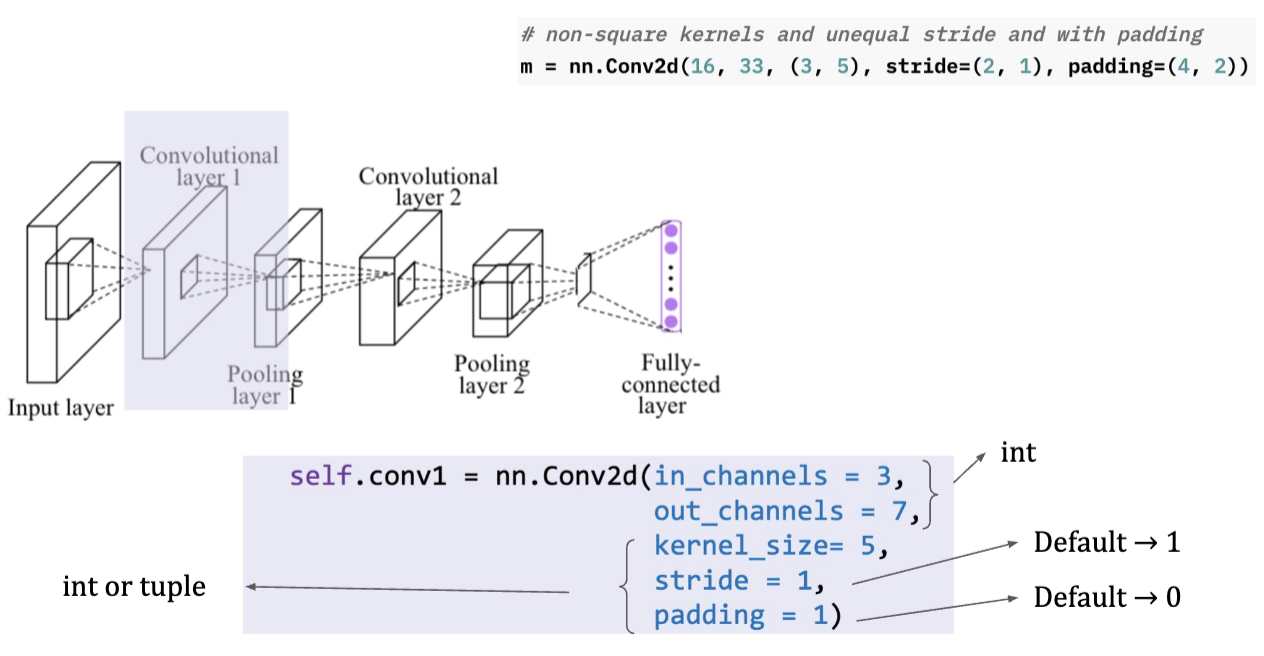 # non-square kernels and unequal stride and with padding
m = nn.Conv2d(16, 33, (3, 5), stride=(2, 1), padding=(4, 2))
Convolutional
layer 1
Convolutional
layer 2
Pooling
layer 1
Pooling
layer 2
Fully-
connected
layer
Input layer
int
self.conv1 = nn.Conv2d(in_channels = 3,
out_channels = 7,
kernel_size= 5,
stride = 1,
padding = 1)
Default → 1
Default → 0
int or tuple